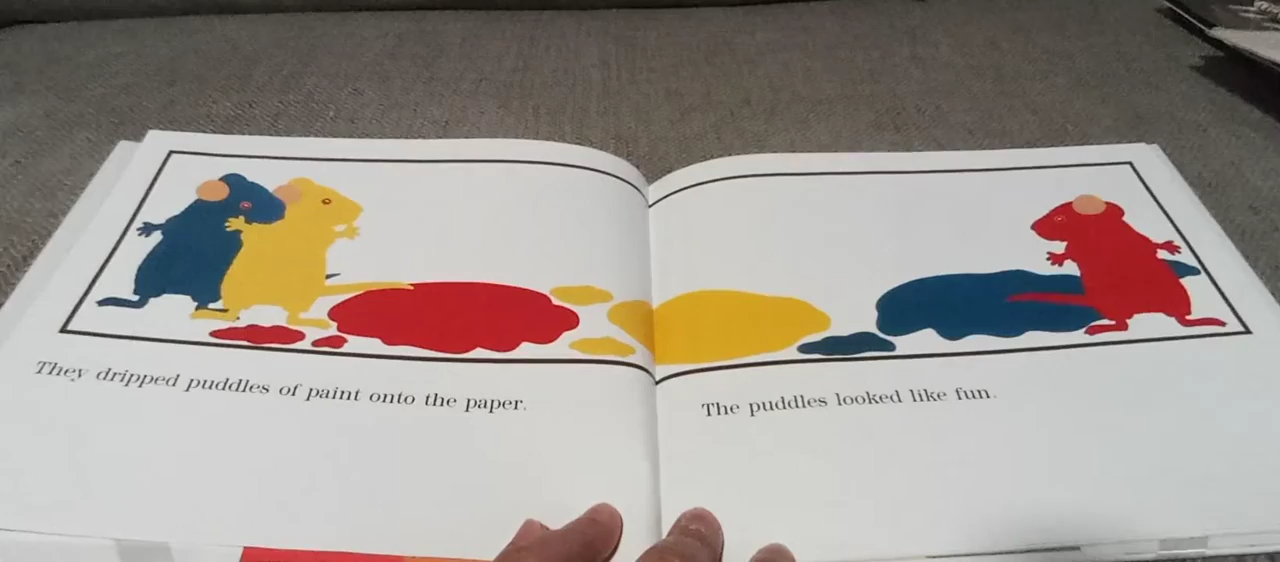 They dripped puddles of paint onto the paper.
The puddles looked like fun.